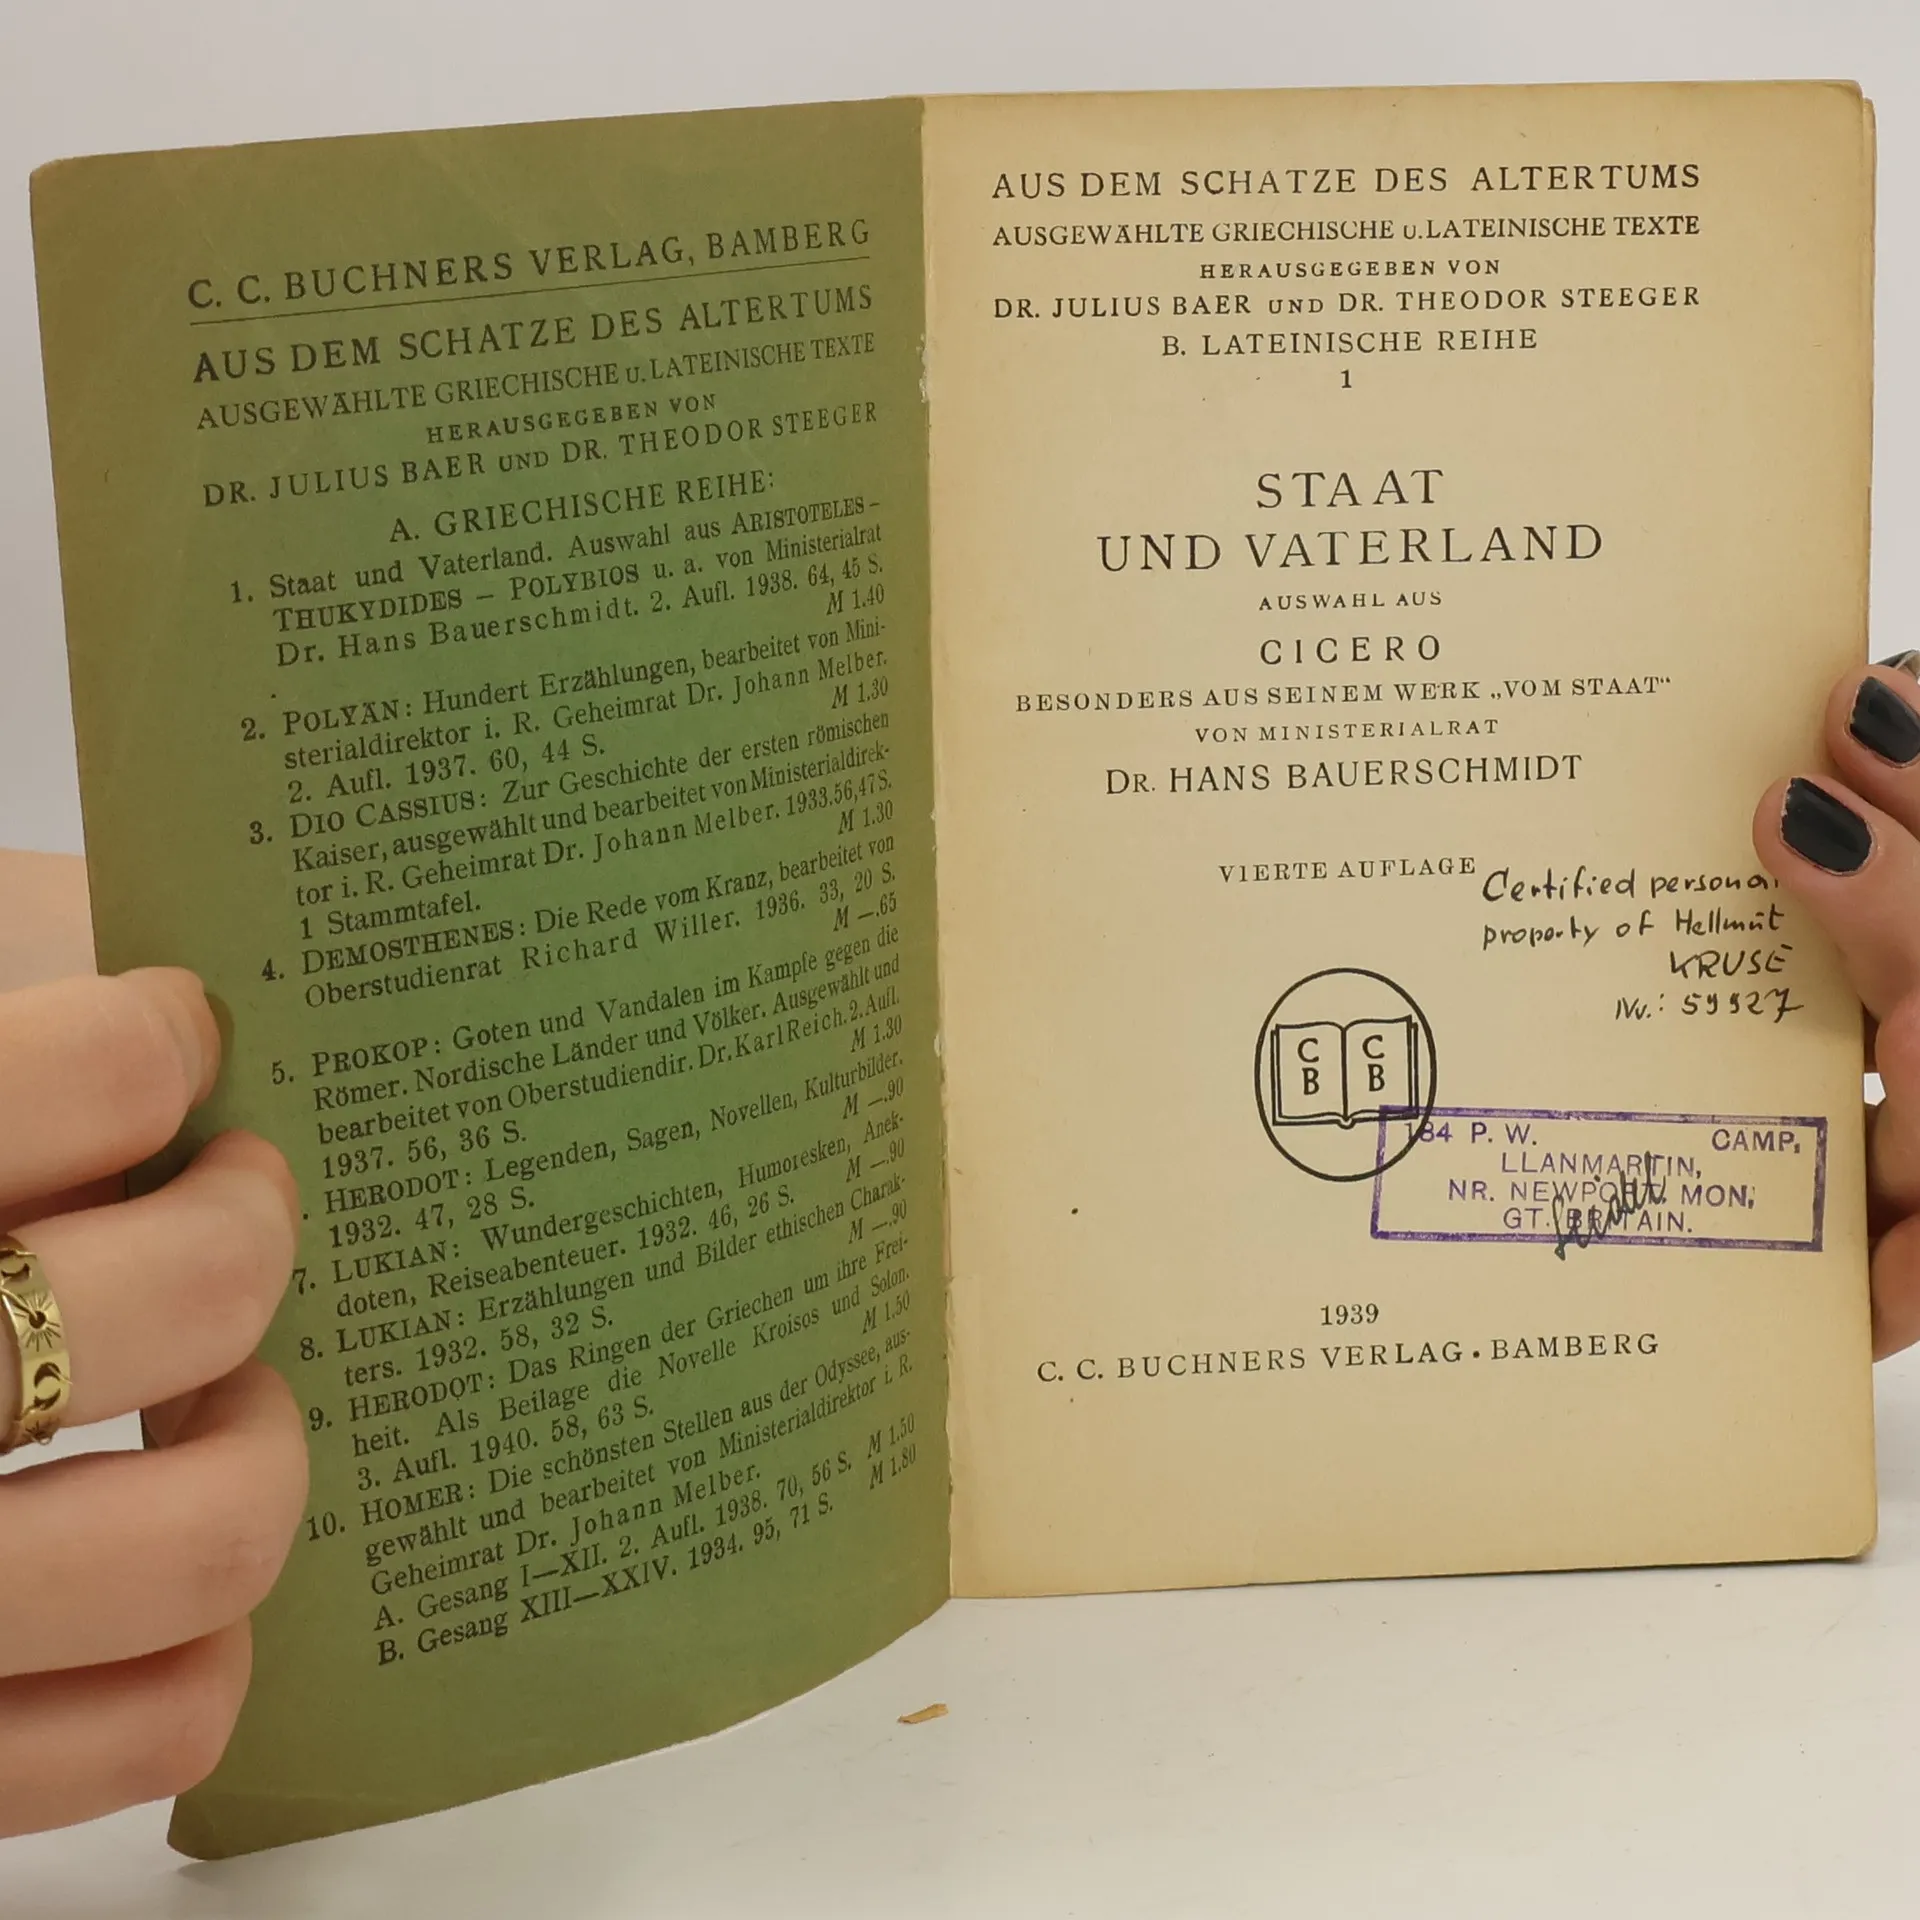 C. C. BUCHNERS VERLAG, BAMBERG
AUS DEM SCHATZE DES ALTERTUMS
AUSGEWÄHLTE GRIECHISCHE u. LATEINISCHE TEXTE
HERAUSGEGEBEN VON
DR. JULIUS BAER UND DR. THEODOR STEEGER
A. GRIECHISCHE REIHE:
1. Staat und Vaterland. Auswahl aus ARISTOTELES –
THUKYDIDES – POLYBIOS u. a. von Ministerialrat
Dr. Hans Bauerschmidt. 2. Aufl. 1938. 64, 45 S.
M 1.40
2. POLYÄN: Hundert Erzählungen, bearbeitet von Mini-
sterialdirektor i. R. Geheimrat Dr. Johann Melber.
2. Aufl. 1937. 60, 44 S.
M 1.30
3. DIO CASSIUS: Zur Geschichte der ersten römischen
Kaiser, ausgewählt und bearbeitet von Ministerialdirek-
tor i. R. Geheimrat Dr. Johann Melber. 1933. 56, 47 S.
1 Stammtafel.
M 1.30
4. DEMOSTHENES: Die Rede vom Kranz, bearbeitet von
Oberstudienrat Richard Willer. 1936. 33, 20 S.
M —.65
5. PROKOP: Goten und Vandalen im Kampfe gegen die
Römer. Nordische Länder und Völker. Ausgewählt und
bearbeitet von Oberstudiendir. Dr. Karl Reich. 2. Aufl.
1937. 56, 36 S.
M 1.30
. HERODOT: Legenden, Sagen, Novellen, Kulturbilder.
1932. 47, 28 S.
M —.90
7. LUKIAN: Wundergeschichten, Humoresken, Anek-
doten, Reiseabenteuer. 1932. 46, 26 S.
M —.90
8. LUKIAN: Erzählungen und Bilder ethischen Charak-
ters. 1932. 58, 32 S.
M —.90
9. HERODOT: Das Ringen der Griechen um ihre Frei-
heit. Als Beilage die Novelle Kroisos und Solon.
3. Aufl. 1940. 58, 63 S.
M 1.50
10. HOMER: Die schönsten Stellen aus der Odyssee, aus-
gewählt und bearbeitet von Ministerialdirektor i. R.
Geheimrat Dr. Johann Melber.
A. Gesang I—XII. 2. Aufl. 1938. 70, 56 S. M 1.50
B. Gesang XIII—XXIV. 1934. 95, 71 S. M 1.80
AUS DEM SCHATZE DES ALTERTUMS
AUSGEWÄHLTE GRIECHISCHE U. LATEINISCHE TEXTE
HERAUSGEGEBEN VON
DR. JULIUS BAER UND DR. THEODOR STEEGER
B. LATEINISCHE REIHE
1
STAAT
UND VATERLAND
AUSWAHL AUS
CICERO
BESONDERS AUS SEINEM WERK „VOM STAAT“
VON MINISTERIALRAT
DR. HANS BAUERSCHMIDT
VIERTE AUFLAGE
Certified personal
property of Hellmut
KRUSE
Nr.: 59927
C B C B
184 P. W. CAMP,
LLANMARTIN,
NR. NEWPORT. MON,
GT. BRITAIN.
1939
C. C. BUCHNERS VERLAG • BAMBERG